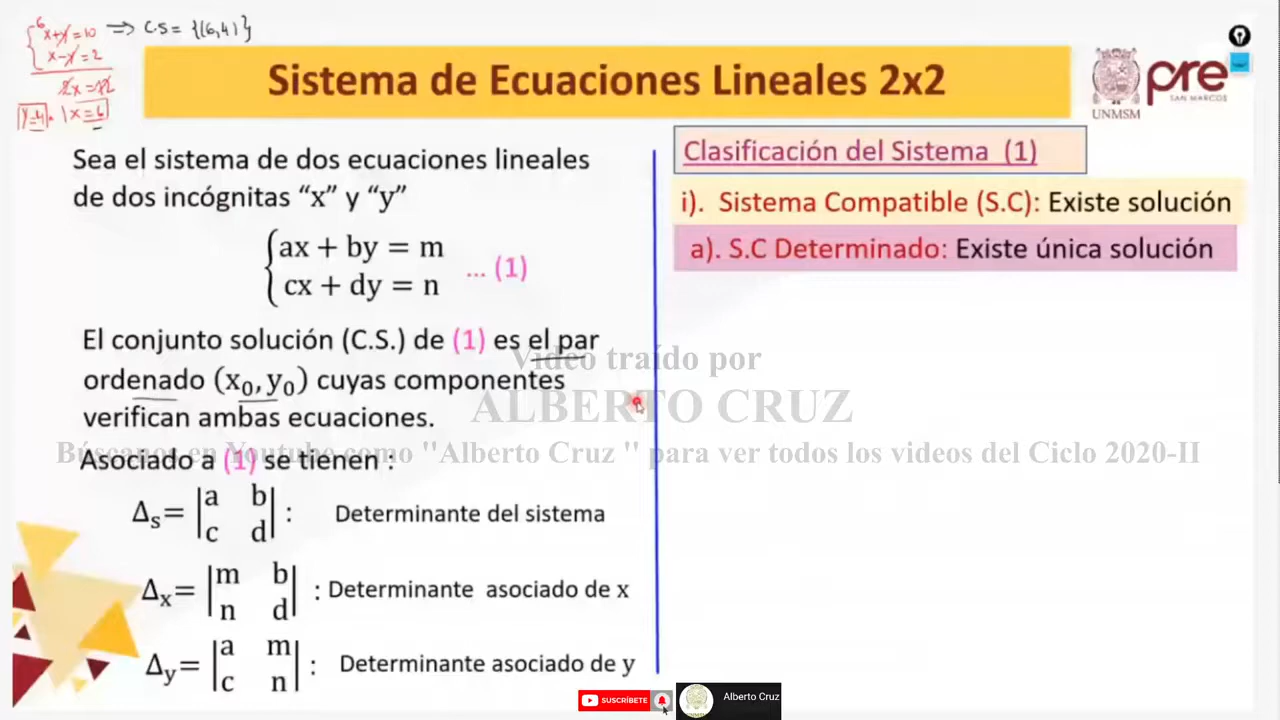 x+y=10 ⇒ C.S = {(6,4)}
6
x-y=2
2x=12
y=4 ∧ x=6
Sistema de Ecuaciones Lineales 2x2
UNMSM
pre
SAN MARCOS
Sea el sistema de dos ecuaciones lineales
de dos incógnitas “x” y “y”
ax + by = m
cx + dy = n
... (1)
El conjunto solución (C.S.) de (1) es el par
ordenado (x₀, y₀) cuyas componentes
verifican ambas ecuaciones.
Asociado a (1) se tienen :
Δs= |a b| : Determinante del sistema
|c d|
Δx= |m b| : Determinante asociado de x
|n d|
Δy= |a m| : Determinante asociado de y
|c n|
Clasificación del Sistema (1)
i). Sistema Compatible (S.C): Existe solución
a). S.C Determinado: Existe única solución
Video traído por
ALBERTO CRUZ
Búscanos en Youtube como "Alberto Cruz " para ver todos los videos del Ciclo 2020-II
SUSCRÍBETE
UNMSM
Alberto Cruz